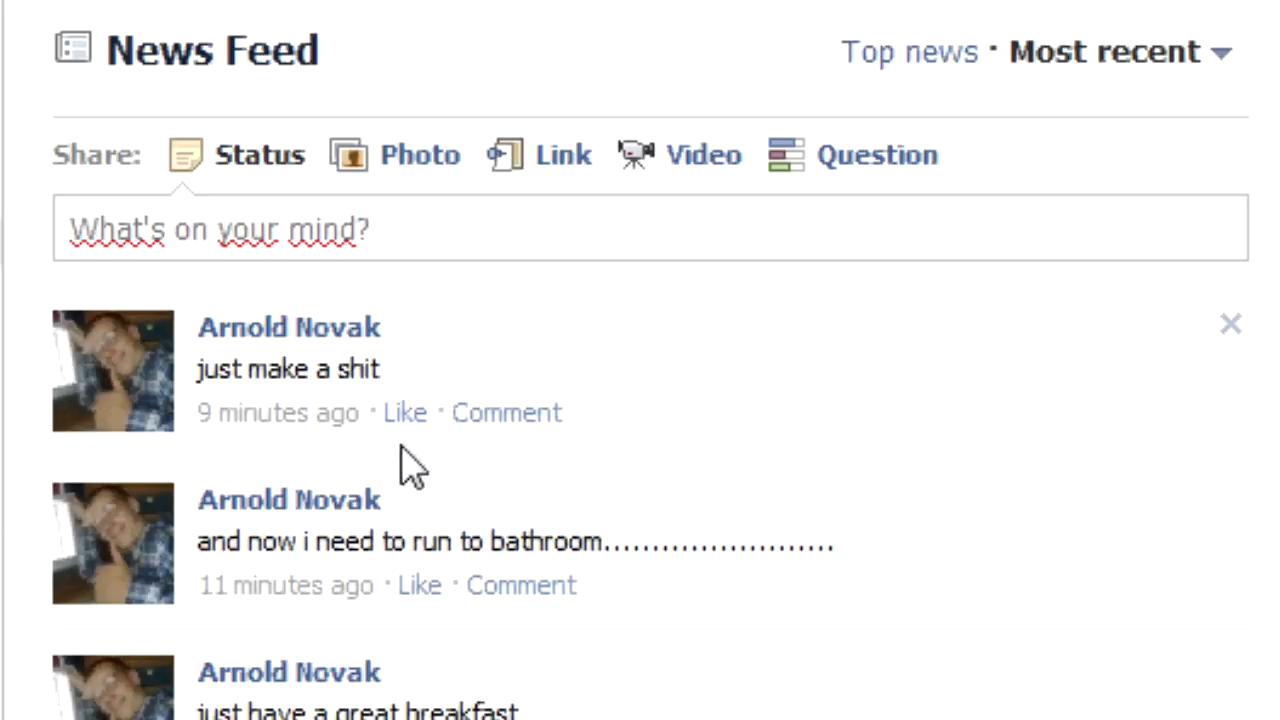 News Feed
Top news · Most recent
Share: Status Photo Link Video Question
What's on your mind?
Arnold Novak
just make a shit
9 minutes ago · Like · Comment
Arnold Novak
and now i need to run to bathroom........................
11 minutes ago · Like · Comment
Arnold Novak
just have a great breakfast